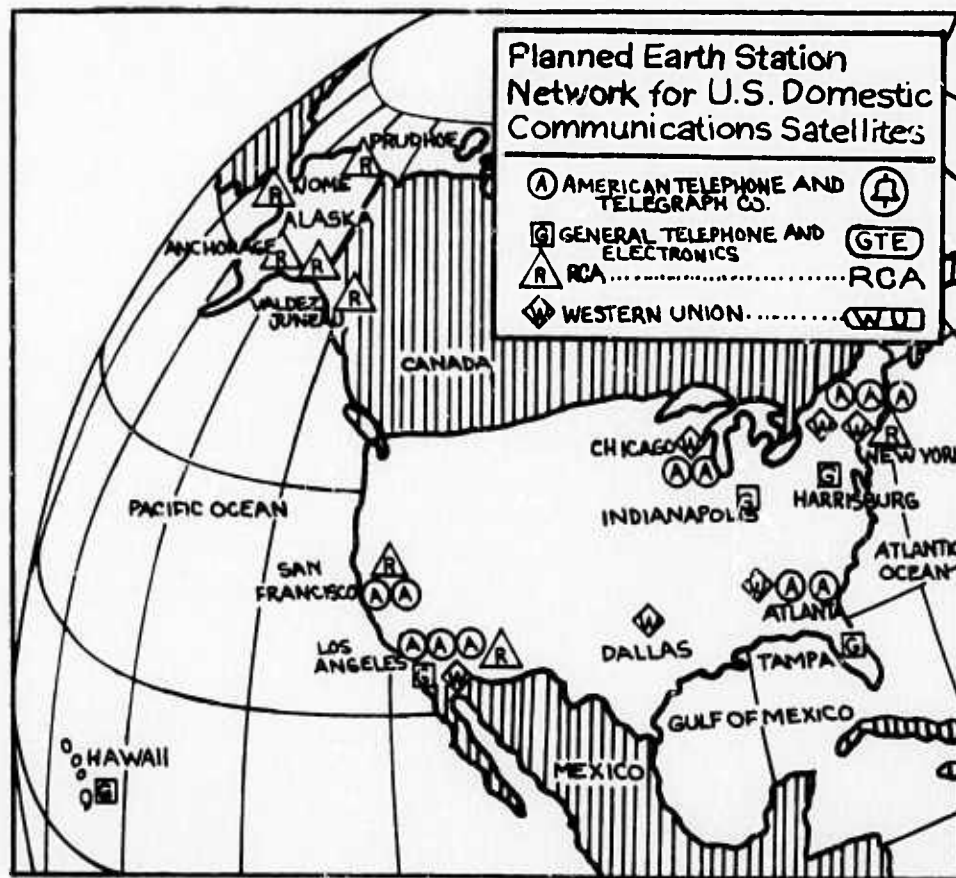 Planned Earth Station
Network for U.S. Domestic
Communications Satellites
A AMERICAN TELEPHONE AND
TELEGRAPH CO.
G GENERAL TELEPHONE AND
ELECTRONICS
GTE
R RCA .................... RCA
W WESTERN UNION .......... WU
PRUDHOE
R
R
NOME
ALASKA
ANCHORAGE
R
R
R
VALDEZ
JUNEAU
CANADA
A A A
W W R
NEW YORK
CHICAGO W
A A
G
HARRISBURG
INDIANAPOLIS G
PACIFIC OCEAN
ATLANTIC
OCEAN
SAN
FRANCISCO
R
A A
W A A
ATLANTA
W
DALLAS
LOS
ANGELES
A A A R
G W
TAMPA G
GULF OF MEXICO
HAWAII
G
MEXICO